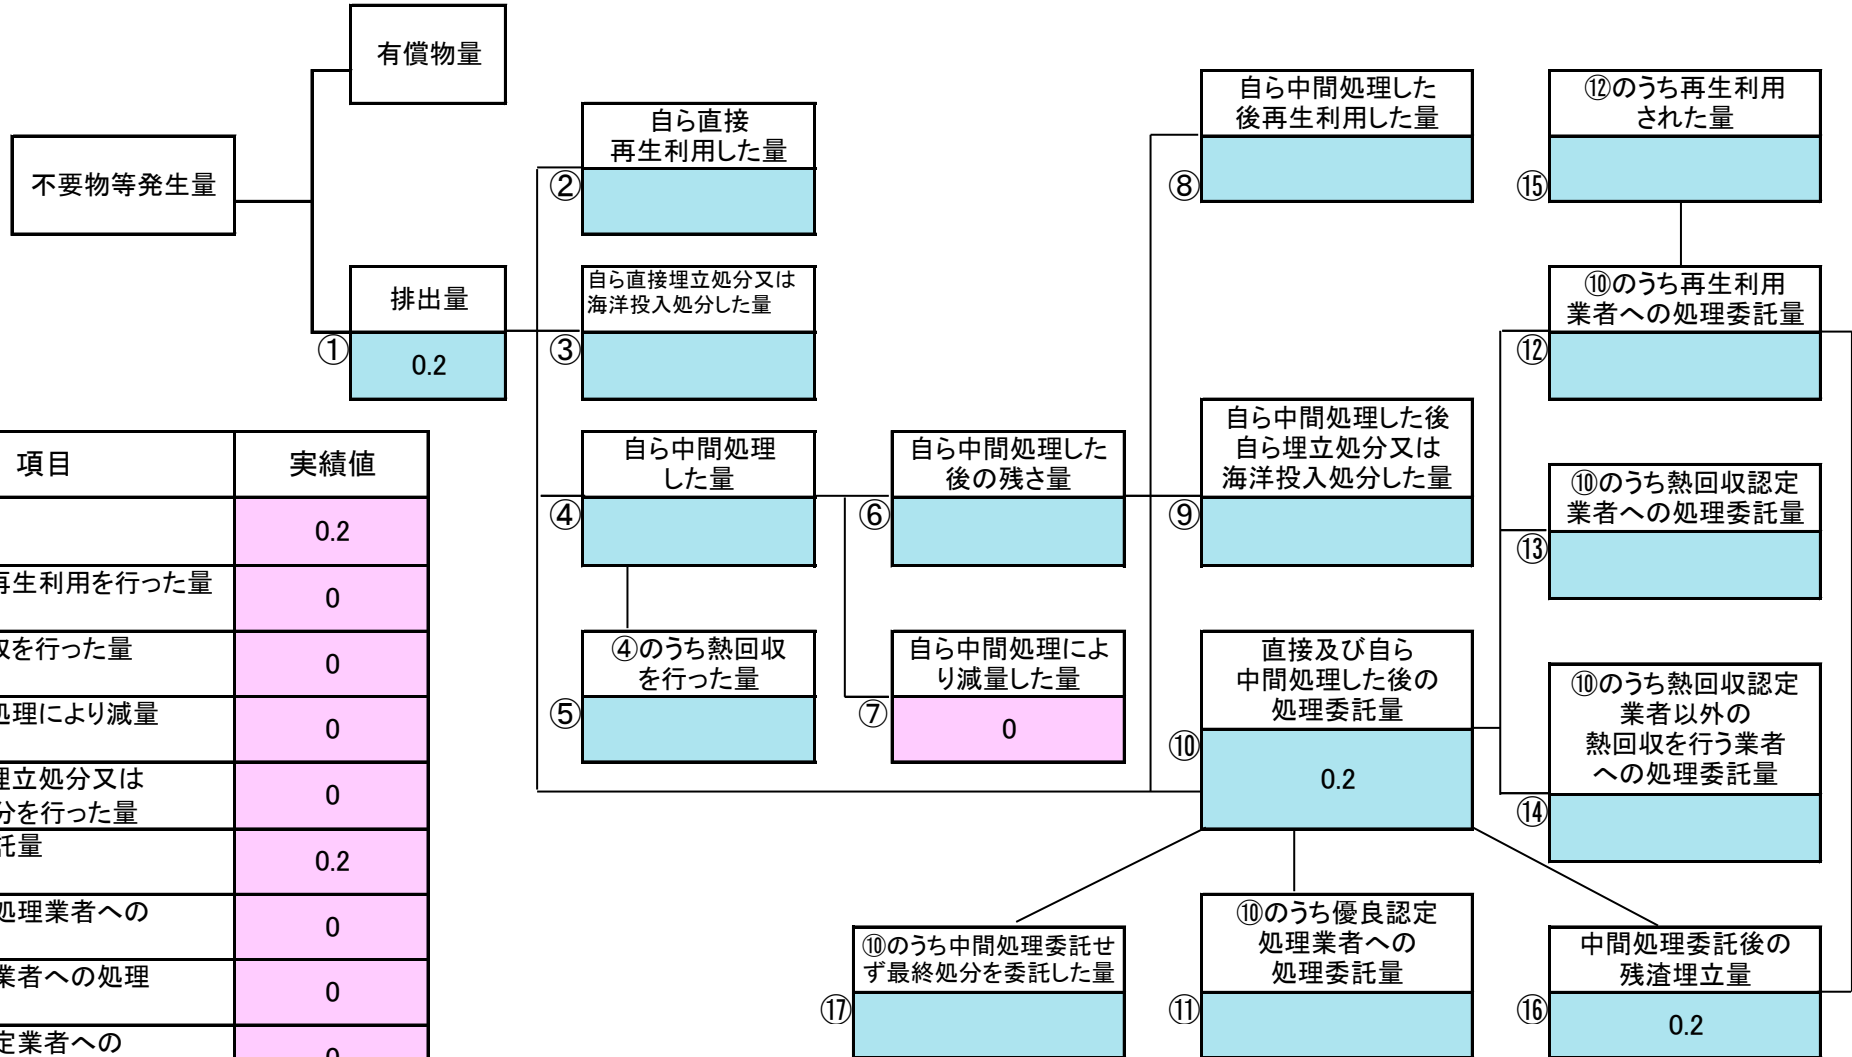 有償物量
不要物等発生量
排出量
①
0.2
自ら直接
再生利用した量
②
自ら直接埋立処分又は
海洋投入処分した量
③
自ら中間処理
した量
④
④のうち熱回収
を行った量
⑤
自ら中間処理した
後の残さ量
⑥
自ら中間処理によ
り減量した量
⑦
0
自ら中間処理した
後再生利用した量
⑧
自ら中間処理した後
自ら埋立処分又は
海洋投入処分した量
⑨
直接及び自ら
中間処理した後の
処理委託量
⑩
0.2
⑫のうち再生利用
された量
⑮
⑩のうち再生利用
業者への処理委託量
⑫
⑩のうち熱回収認定
業者への処理委託量
⑬
⑩のうち熱回収認定
業者以外の
熱回収を行う業者
への処理委託量
⑭
⑩のうち中間処理委託せ
ず最終処分を委託した量
⑰
⑩のうち優良認定
処理業者への
処理委託量
⑪
中間処理委託後の
残渣埋立量
⑯
0.2
項目 実績値
0.2
再生利用を行った量 0
を行った量 0
処理により減量 0
埋立処分又は
分を行った量 0
託量 0.2
処理業者への 0
業者への処理 0
定業者への